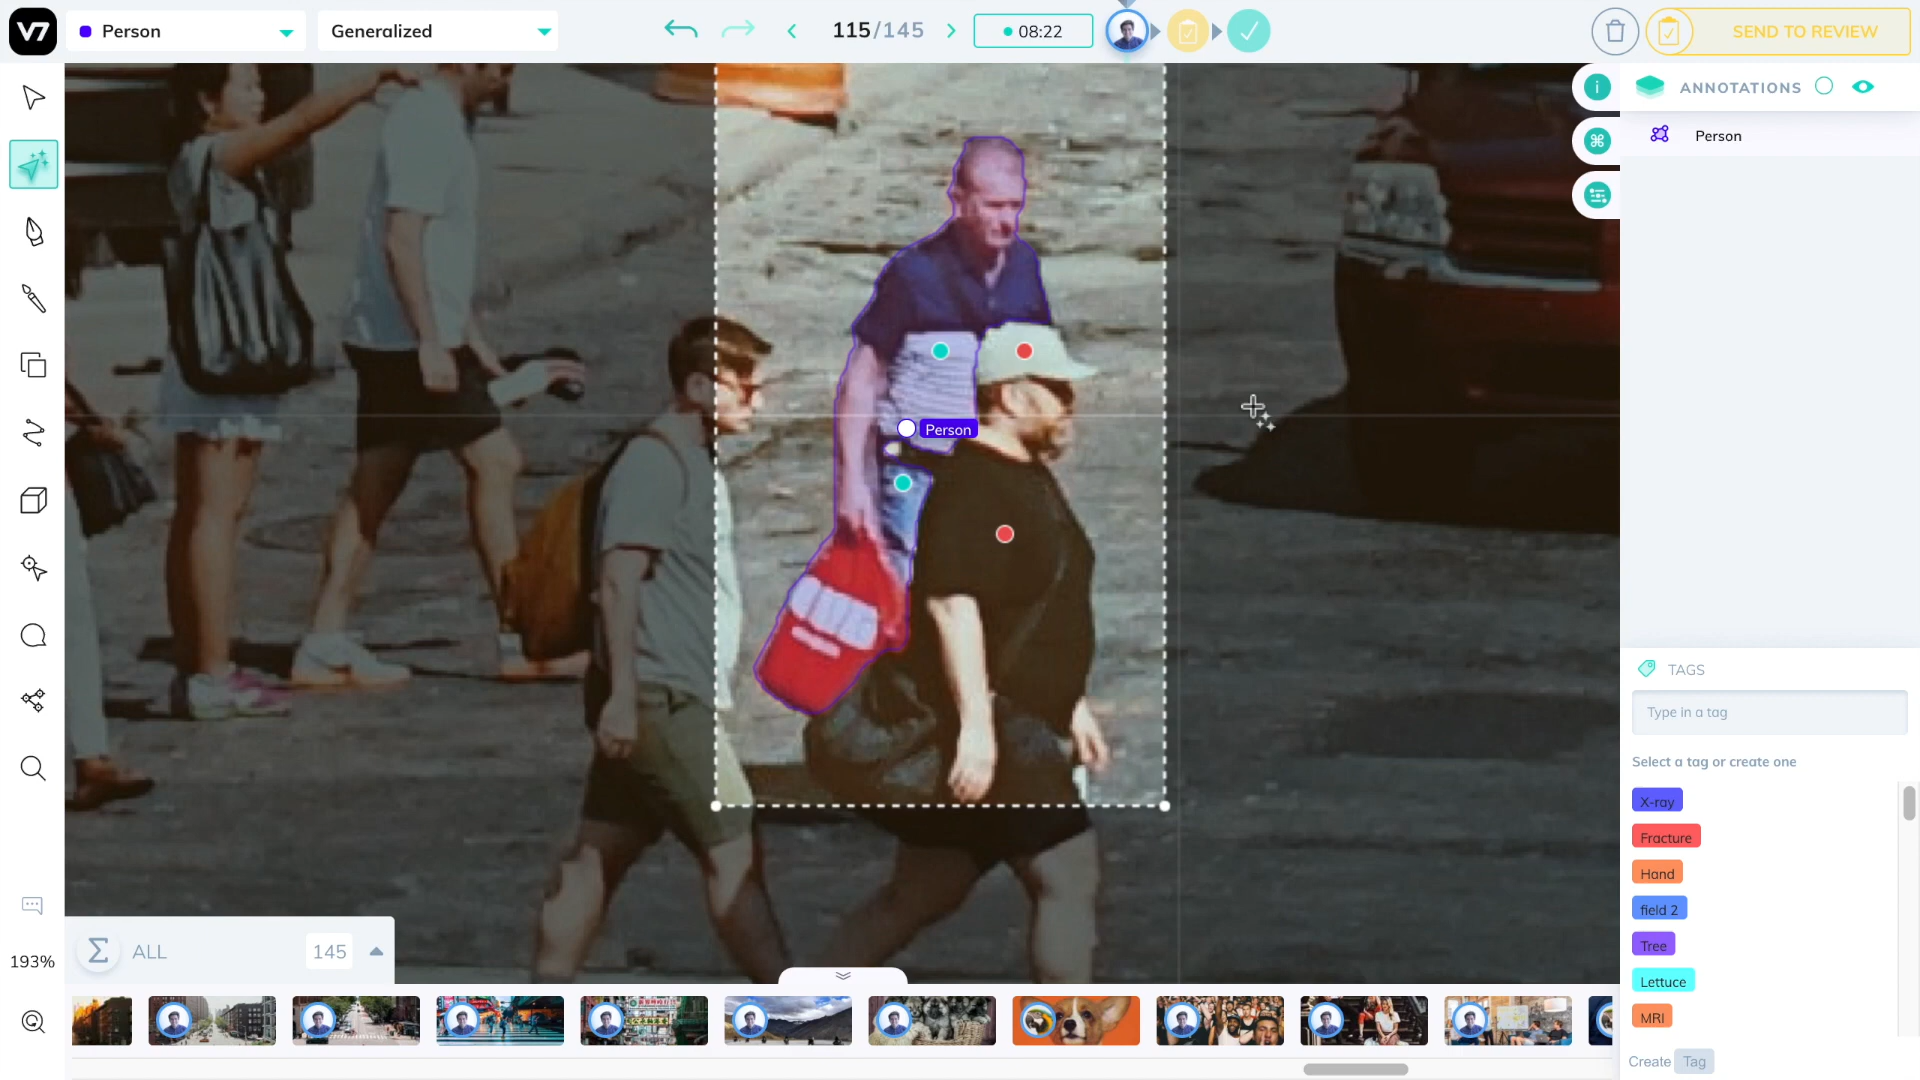 V7
Person
Generalized
115/145
08:22
SEND TO REVIEW
i
ANNOTATIONS
Person
Person
TAGS
Type in a tag
Select a tag or create one
X-ray
Fracture
Hand
field 2
Tree
Lettuce
MRI
Create Tag
193%
Σ ALL 145